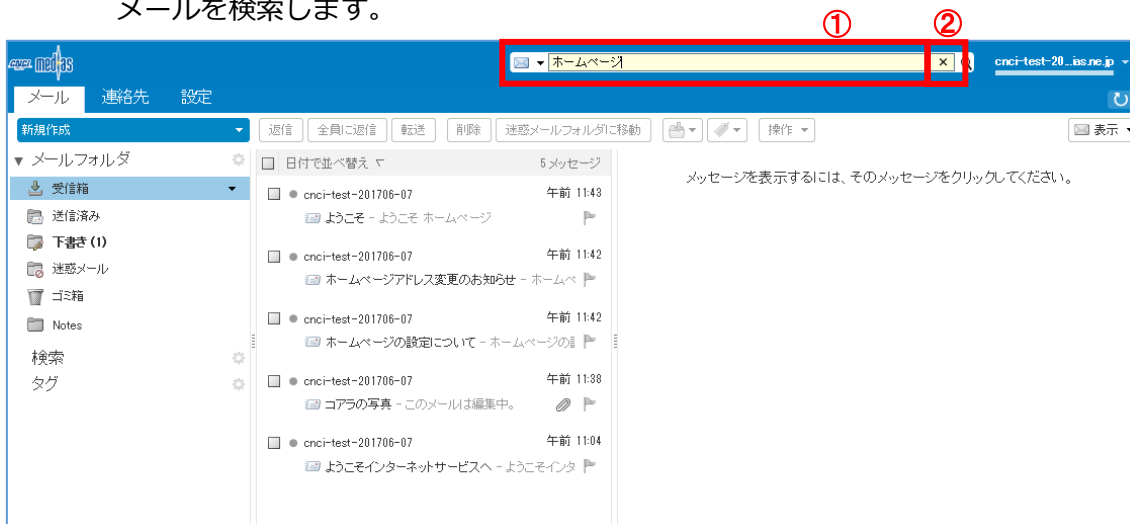 メールを検索します。
① ②
cnci medias ホームページ cnci-test-20...ias.ne.jp
メール 連絡先 設定
新規作成 返信 全員に返信 転送 削除 迷惑メールフォルダに移動 操作 表示
メールフォルダ 日付で並べ替え 5メッセージ
メッセージを表示するには、そのメッセージをクリックしてください。
受信箱
送信済み
下書き (1)
迷惑メール
ゴミ箱
Notes
検索
タグ
cnci-test-201706-07 午前 11:43
ようこそ - ようこそ ホームページ
cnci-test-201706-07 午前 11:42
ホームページアドレス変更のお知らせ - ホームペ
cnci-test-201706-07 午前 11:42
ホームページの設定について - ホームページの
cnci-test-201706-07 午前 11:38
コアラの写真 - このメールは編集中。
cnci-test-201706-07 午前 11:04
ようこそインターネットサービスへ - ようこそインタ